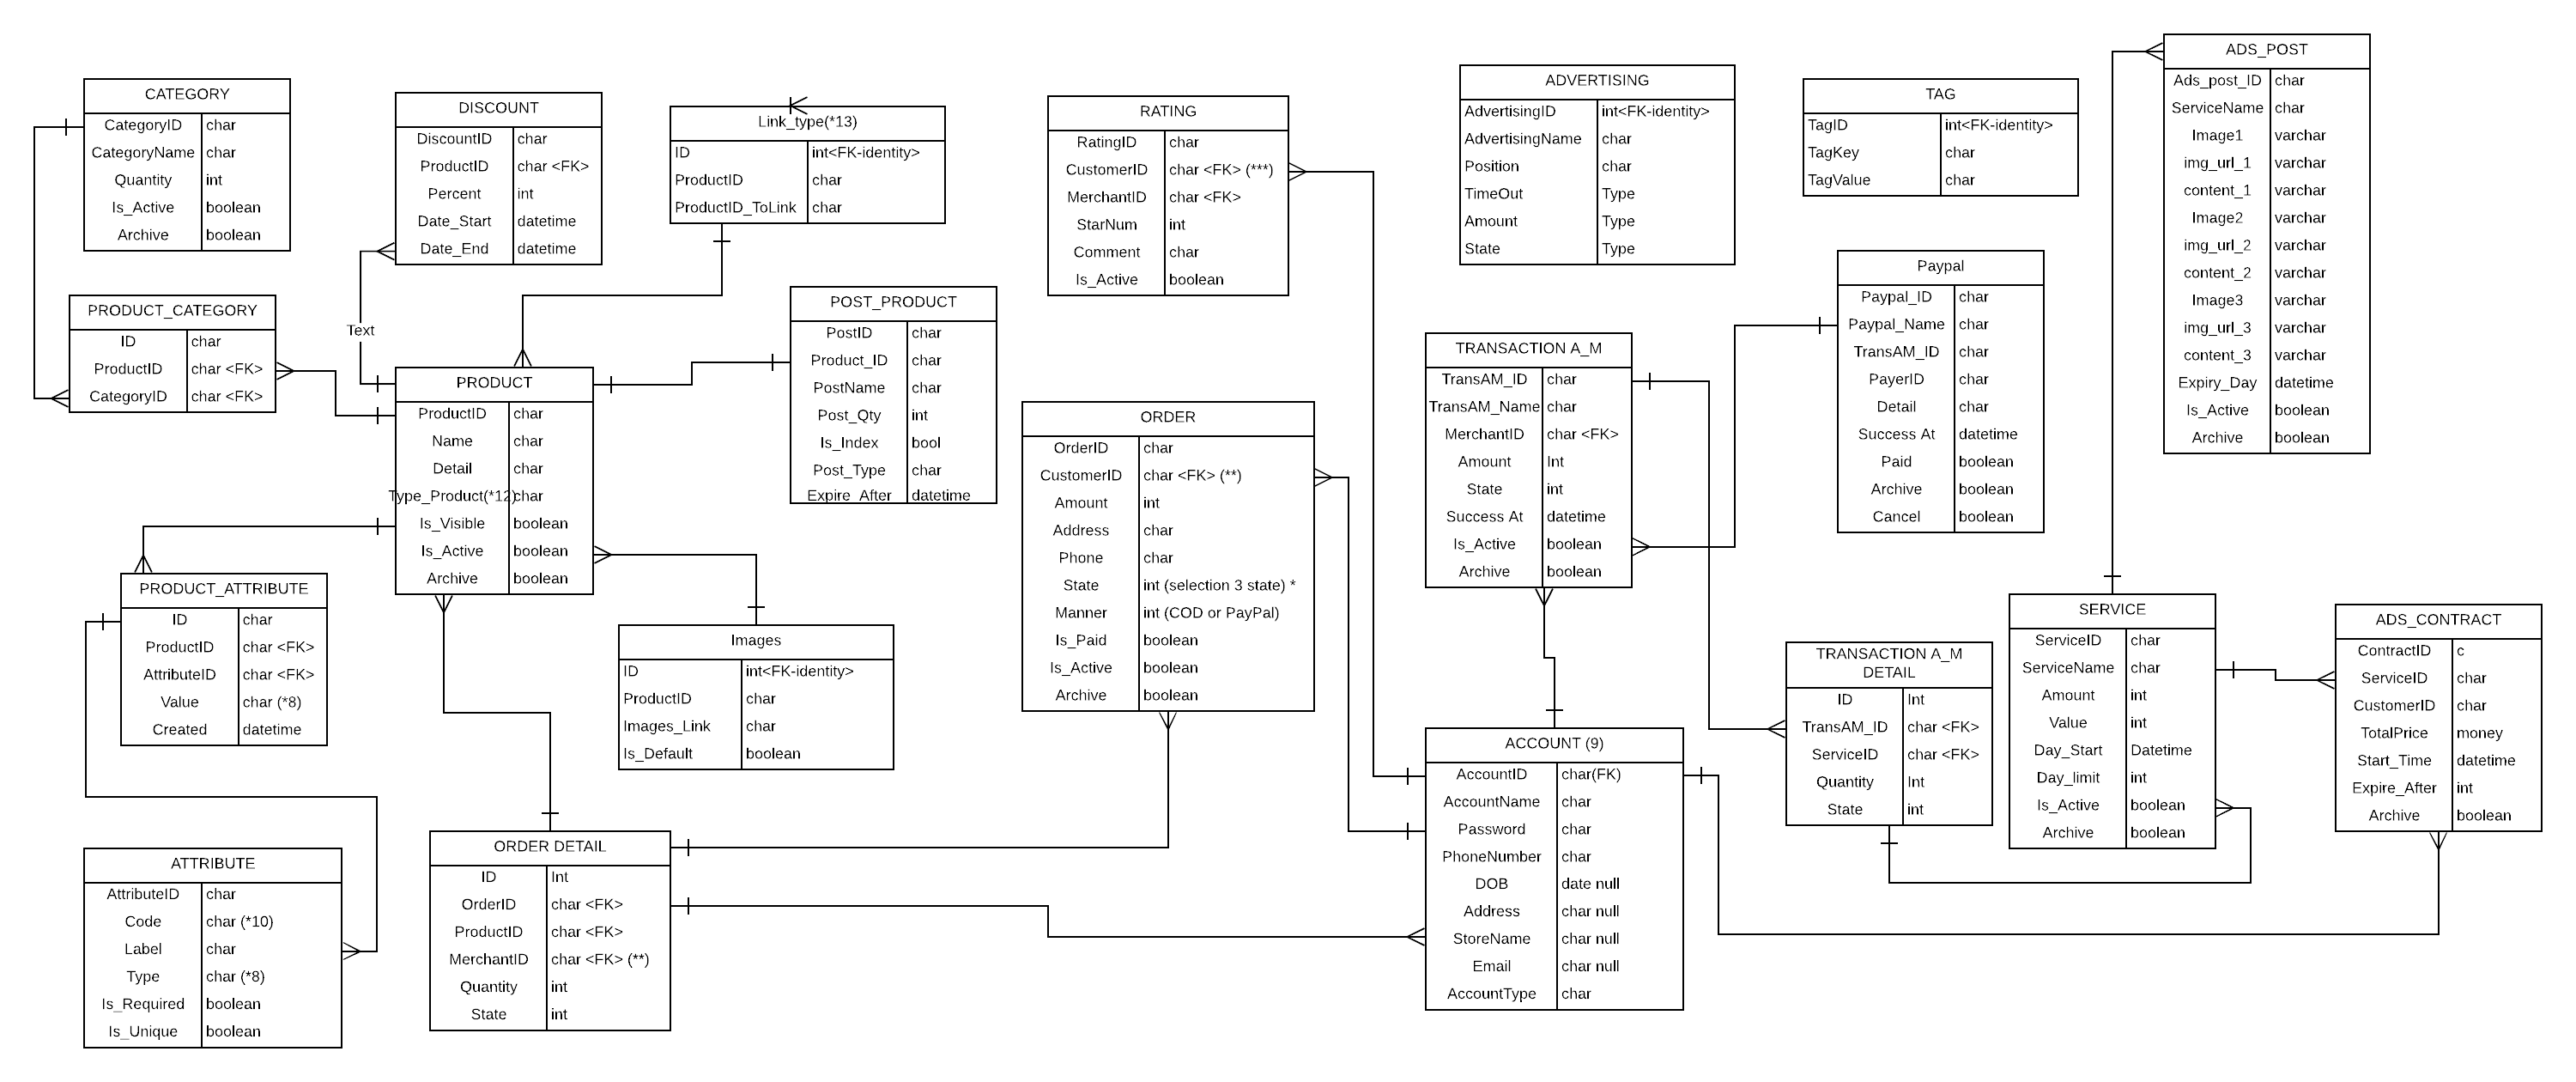 CATEGORY
CategoryID char
CategoryName char
Quantity int
Is_Active boolean
Archive boolean
DISCOUNT
DiscountID char
ProductID char <FK>
Percent int
Date_Start datetime
Date_End datetime
Link_type(*13)
ID int<FK-identity>
ProductID char
ProductID_ToLink char
RATING
RatingID char
CustomerID char <FK> (***)
MerchantID char <FK>
StarNum int
Comment char
Is_Active boolean
ADVERTISING
AdvertisingID int<FK-identity>
AdvertisingName char
Position char
TimeOut Type
Amount Type
State Type
TAG
TagID int<FK-identity>
TagKey char
TagValue char
ADS_POST
Ads_post_ID char
ServiceName char
Image1 varchar
img_url_1 varchar
content_1 varchar
Image2 varchar
img_url_2 varchar
content_2 varchar
Image3 varchar
img_url_3 varchar
content_3 varchar
Expiry_Day datetime
Is_Active boolean
Archive boolean
PRODUCT_CATEGORY
ID char
ProductID char <FK>
CategoryID char <FK>
Text
PRODUCT
ProductID char
Name char
Detail char
Type_Product(*12) char
Is_Visible boolean
Is_Active boolean
Archive boolean
POST_PRODUCT
PostID char
Product_ID char
PostName char
Post_Qty int
Is_Index bool
Post_Type char
Expire_After datetime
ORDER
OrderID char
CustomerID char <FK> (**)
Amount int
Address char
Phone char
State int (selection 3 state) *
Manner int (COD or PayPal)
Is_Paid boolean
Is_Active boolean
Archive boolean
TRANSACTION A_M
TransAM_ID char
TransAM_Name char
MerchantID char <FK>
Amount Int
State int
Success At datetime
Is_Active boolean
Archive boolean
Paypal
Paypal_ID char
Paypal_Name char
TransAM_ID char
PayerID char
Detail char
Success At datetime
Paid boolean
Archive boolean
Cancel boolean
PRODUCT_ATTRIBUTE
ID char
ProductID char <FK>
AttributeID char <FK>
Value char (*8)
Created datetime
Images
ID int<FK-identity>
ProductID char
Images_Link char
Is_Default boolean
TRANSACTION A_M
DETAIL
ID Int
TransAM_ID char <FK>
ServiceID char <FK>
Quantity Int
State int
SERVICE
ServiceID char
ServiceName char
Amount int
Value int
Day_Start Datetime
Day_limit int
Is_Active boolean
Archive boolean
ADS_CONTRACT
ContractID c
ServiceID char
CustomerID char
TotalPrice money
Start_Time datetime
Expire_After int
Archive boolean
ATTRIBUTE
AttributeID char
Code char (*10)
Label char
Type char (*8)
Is_Required boolean
Is_Unique boolean
ORDER DETAIL
ID Int
OrderID char <FK>
ProductID char <FK>
MerchantID char <FK> (**)
Quantity int
State int
ACCOUNT (9)
AccountID char(FK)
AccountName char
Password char
PhoneNumber char
DOB date null
Address char null
StoreName char null
Email char null
AccountType char